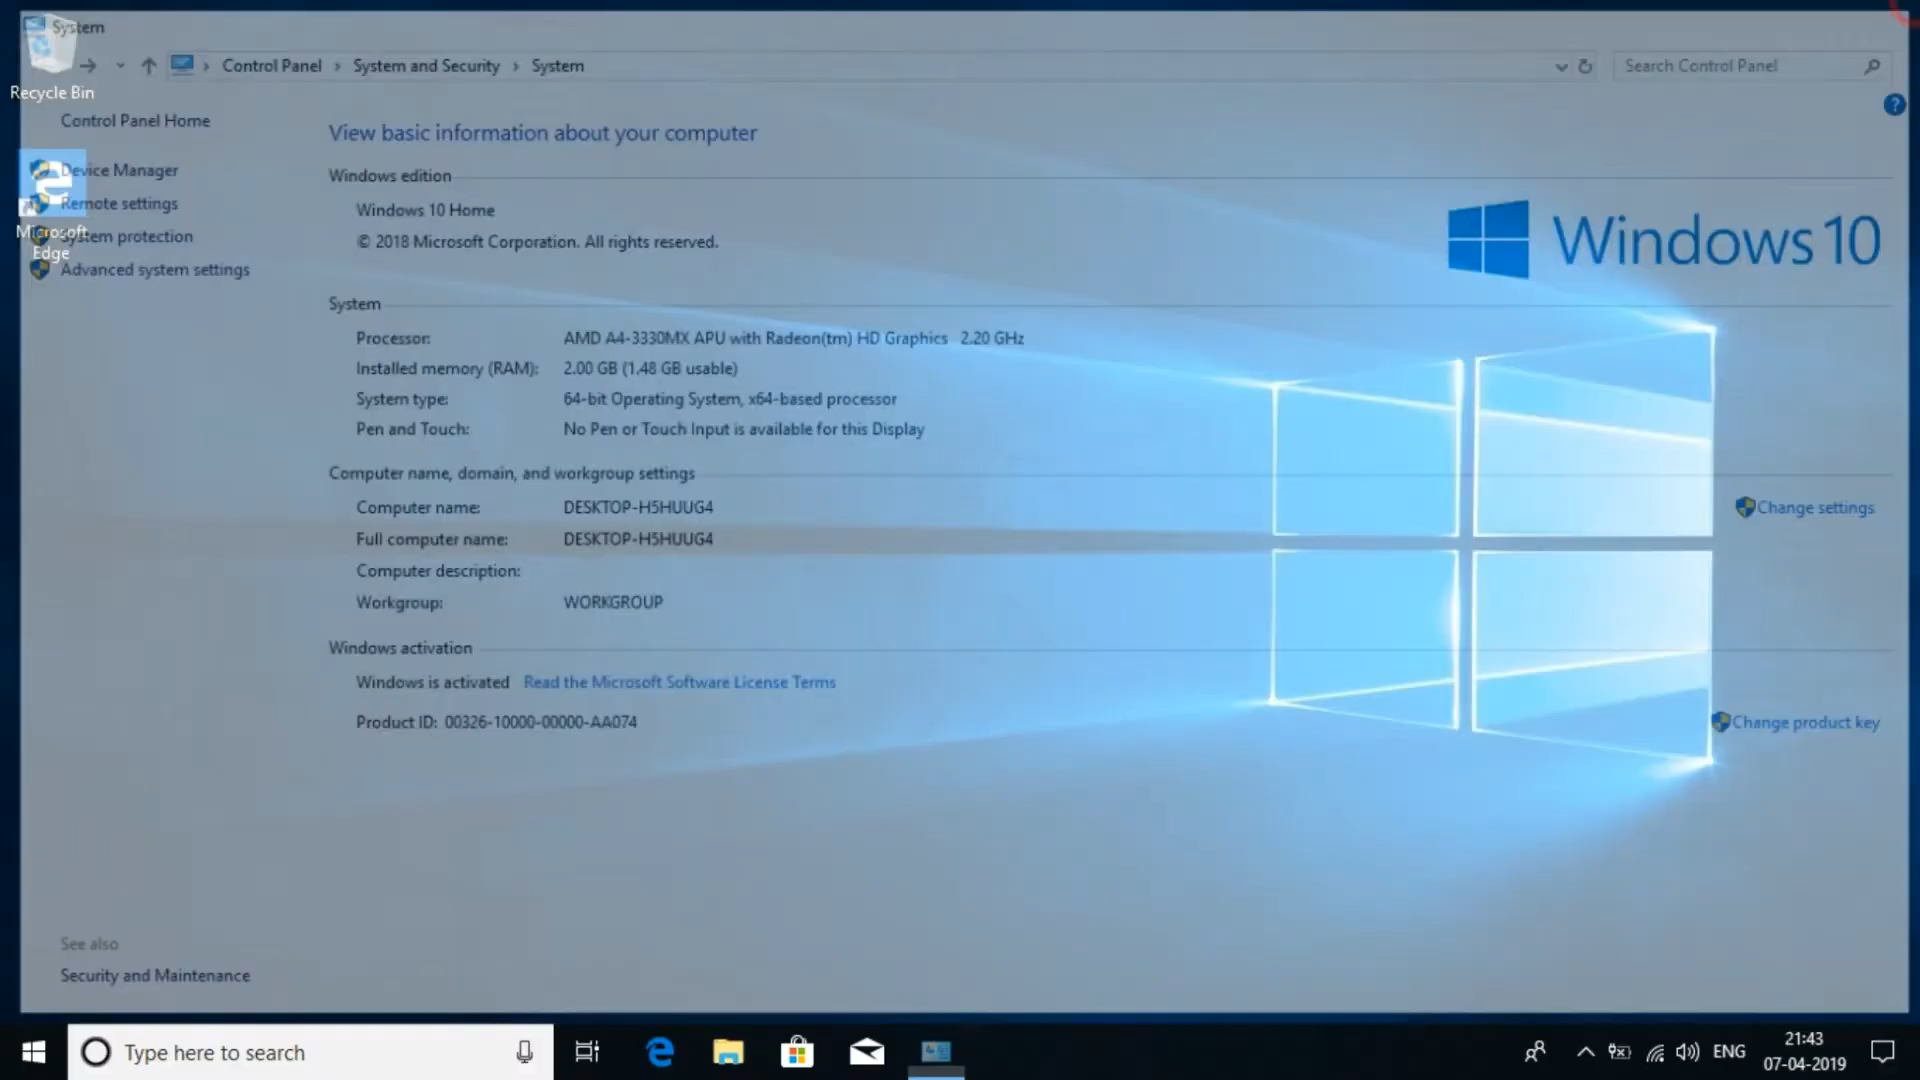 System
Recycle Bin
Control Panel
System and Security
System
Search Control Panel
Control Panel Home
Device Manager
Remote settings
System protection
Advanced system settings
Microsoft
Edge
View basic information about your computer
Windows edition
Windows 10 Home
© 2018 Microsoft Corporation. All rights reserved.
Windows 10
System
Processor: AMD A4-3330MX APU with Radeon(tm) HD Graphics 2.20 GHz
Installed memory (RAM): 2.00 GB (1.48 GB usable)
System type: 64-bit Operating System, x64-based processor
Pen and Touch: No Pen or Touch Input is available for this Display
Computer name, domain, and workgroup settings
Computer name: DESKTOP-H5HUUG4
Change settings
Full computer name: DESKTOP-H5HUUG4
Computer description:
Workgroup: WORKGROUP
Windows activation
Windows is activated Read the Microsoft Software License Terms
Product ID: 00326-10000-00000-AA074
Change product key
See also
Security and Maintenance
Type here to search
ENG
21:43
07-04-2019